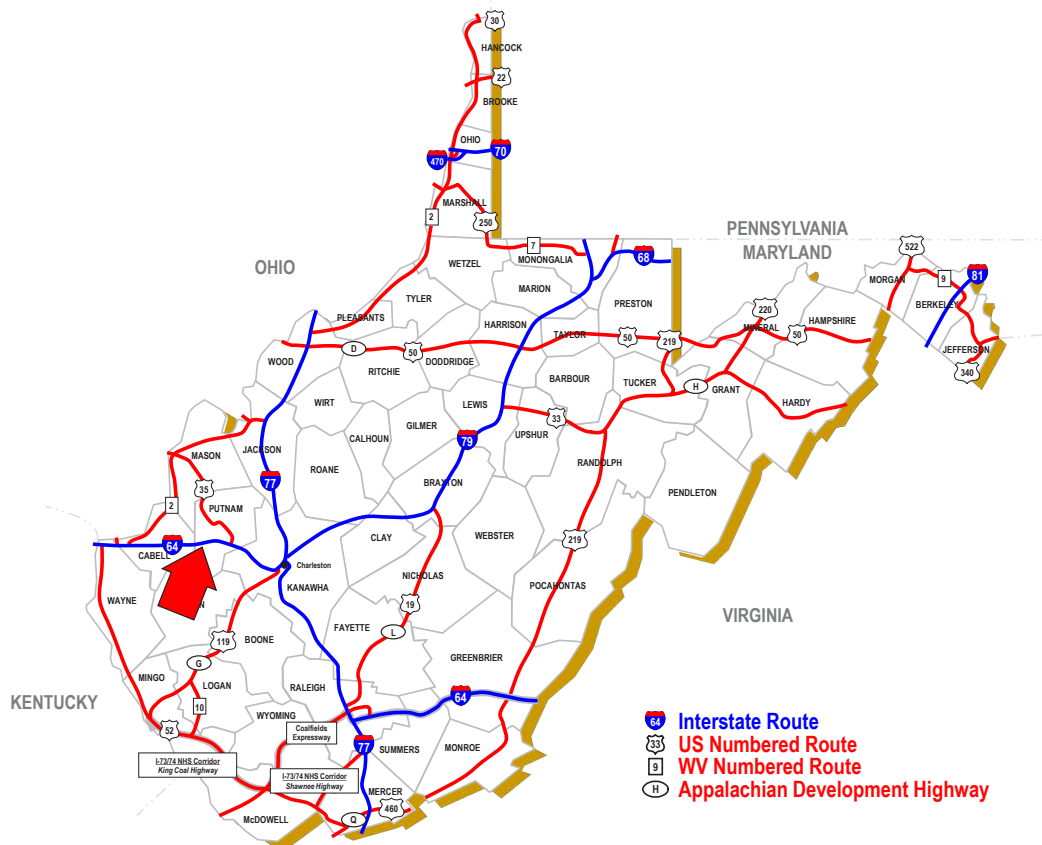 30
HANCOCK
22
BROOKE
OHIO
470
70
MARSHALL
2
250
PENNSYLVANIA
MARYLAND
7
MONONGALIA
68
522
OHIO
WETZEL
MORGAN
9
81
BERKELEY
MARION
TYLER
PRESTON
220
HAMPSHIRE
PLEASANTS
HARRISON
TAYLOR
MINERAL
50
50
219
D
50
DODDRIDGE
JEFFERSON
WOOD
RITCHIE
BARBOUR
340
TUCKER
H
GRANT
WIRT
LEWIS
HARDY
33
GILMER
UPSHUR
CALHOUN
79
JACKSON
MASON
RANDOLPH
ROANE
77
BRAXTON
35
PENDLETON
2
PUTNAM
WEBSTER
CLAY
219
64
CABELL
Charleston
NICHOLAS
KANAWHA
POCAHONTAS
WAYNE
N
19
VIRGINIA
FAYETTE
L
119
BOONE
GREENBRIER
G
MINGO
LOGAN
RALEIGH
64
KENTUCKY
10
WYOMING
52
Coalfields
Expressway
77
SUMMERS
MONROE
I-73/74 NHS Corridor
King Coal Highway
I-73/74 NHS Corridor
Shawnee Highway
MERCER
460
Q
McDOWELL
64 Interstate Route
33 US Numbered Route
9 WV Numbered Route
H Appalachian Development Highway